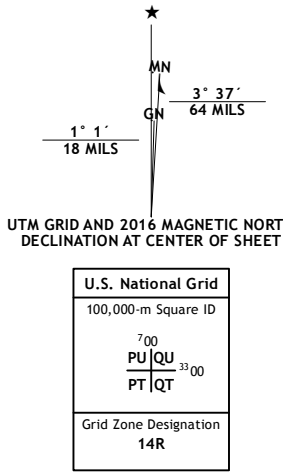 MN
GN
3° 37´
64 MILS
1° 1´
18 MILS
UTM GRID AND 2016 MAGNETIC NORT
DECLINATION AT CENTER OF SHEET
U.S. National Grid
100,000-m Square ID
700
PU QU
3300
PT QT
Grid Zone Designation
14R